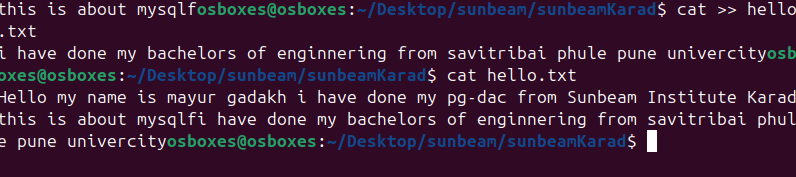 this is about mysqlfosboxes@osboxes:~/Desktop/sunbeam/sunbeamKarad$ cat >> hello
.txt
i have done my bachelors of enginnering from savitribai phule pune univercityosb
oxes@osboxes:~/Desktop/sunbeam/sunbeamKarad$ cat hello.txt
Hello my name is mayur gadakh i have done my pg-dac from Sunbeam Institute Karad
this is about mysqlfi have done my bachelors of enginnering from savitribai phul
e pune univercityosboxes@osboxes:~/Desktop/sunbeam/sunbeamKarad$